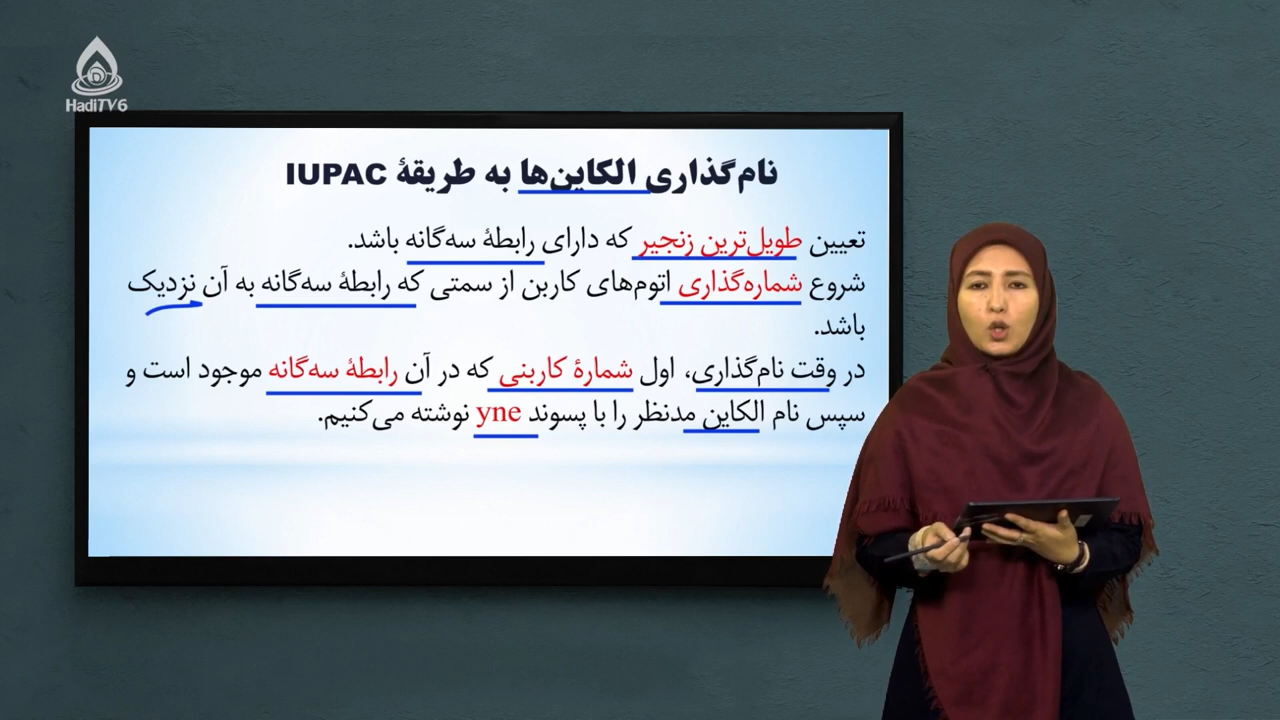 HadiTV6
نام‌گذاری الکاین‌ها به طریقهٔ IUPAC
تعیین طویل‌ترین زنجیر که دارای رابطهٔ سه‌گانه باشد.
شروع شماره‌گذاری اتوم‌های کاربن از سمتی که رابطهٔ سه‌گانه به آن نزدیک
باشد.
در وقت نام‌گذاری، اول شمارهٔ کاربنی که در آن رابطهٔ سه‌گانه موجود است و
سپس نام الکاین مدنظر را با پسوند yne نوشته می‌کنیم.